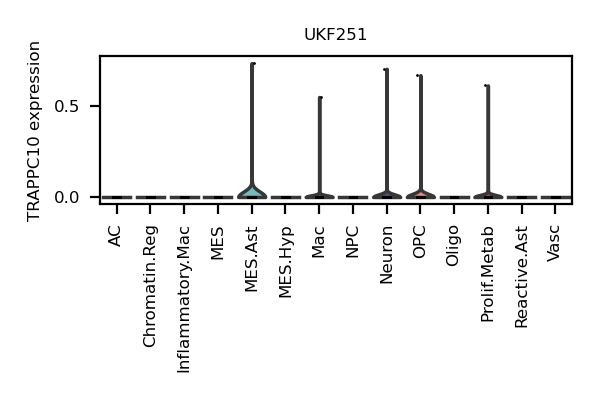 UKF251
TRAPPC10 expression
0.5
0.0
AC
Chromatin.Reg
Inflammatory.Mac
MES
MES.Ast
MES.Hyp
Mac
NPC
Neuron
OPC
Oligo
Prolif.Metab
Reactive.Ast
Vasc